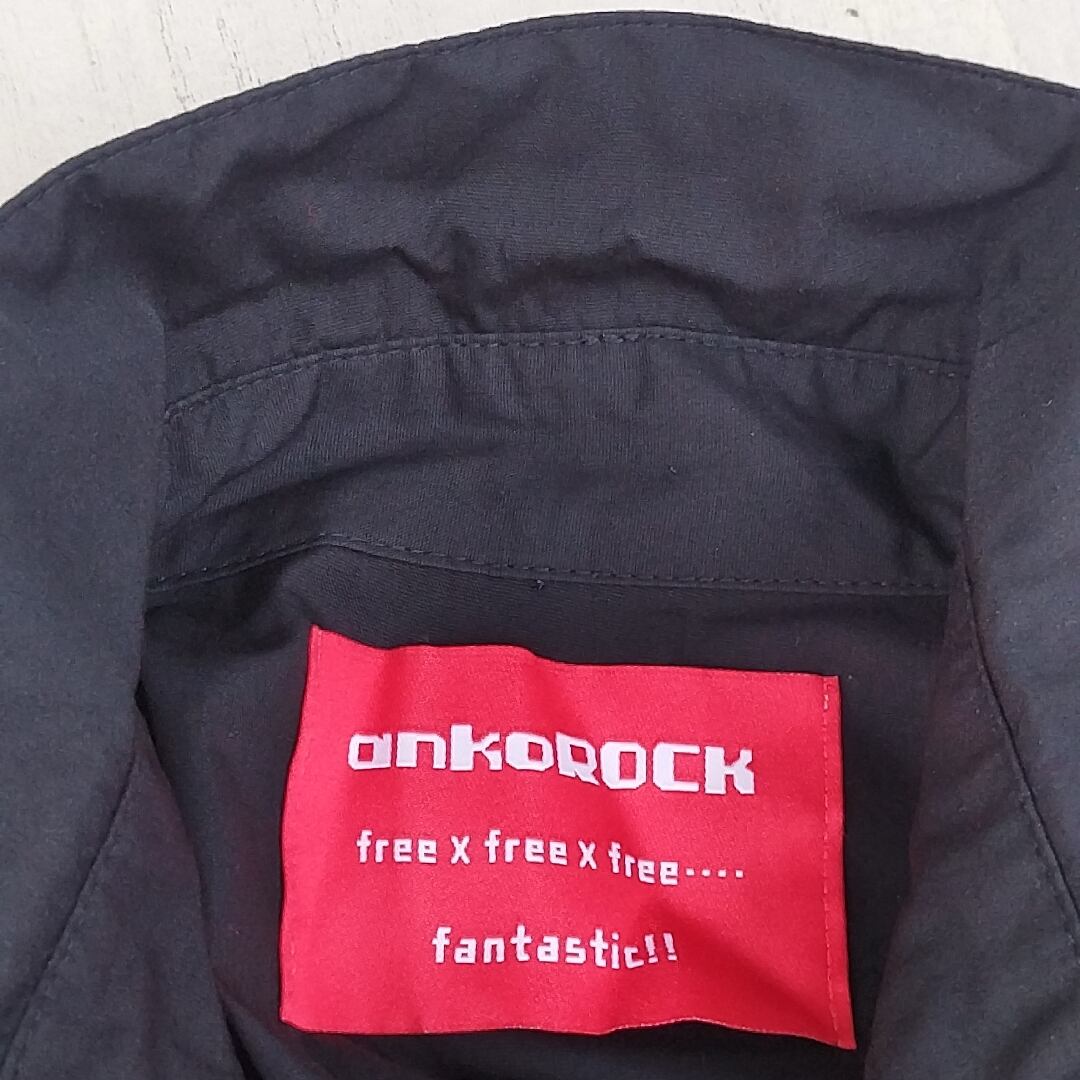 ankoROCK
free X free X free....
fantastic!!